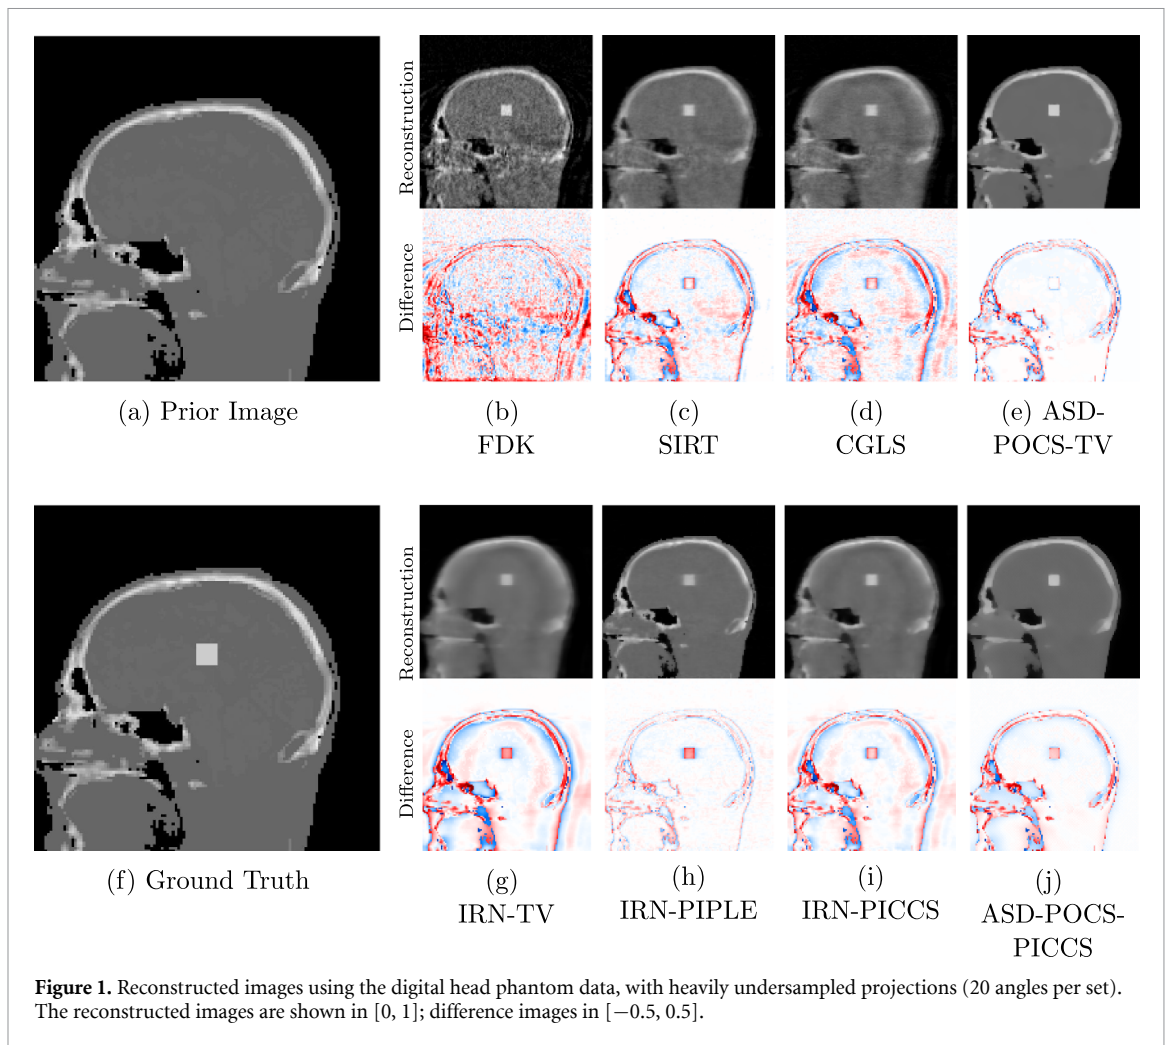 Reconstruction
Difference
(a) Prior Image
(b)
FDK
(c)
SIRT
(d)
CGLS
(e) ASD-
POCS-TV
Reconstruction
Difference
(f) Ground Truth
(g)
IRN-TV
(h)
IRN-PIPLE
(i)
IRN-PICCS
(j)
ASD-POCS-
PICCS
Figure 1. Reconstructed images using the digital head phantom data, with heavily undersampled projections (20 angles per set).
The reconstructed images are shown in [0, 1]; difference images in [−0.5, 0.5].